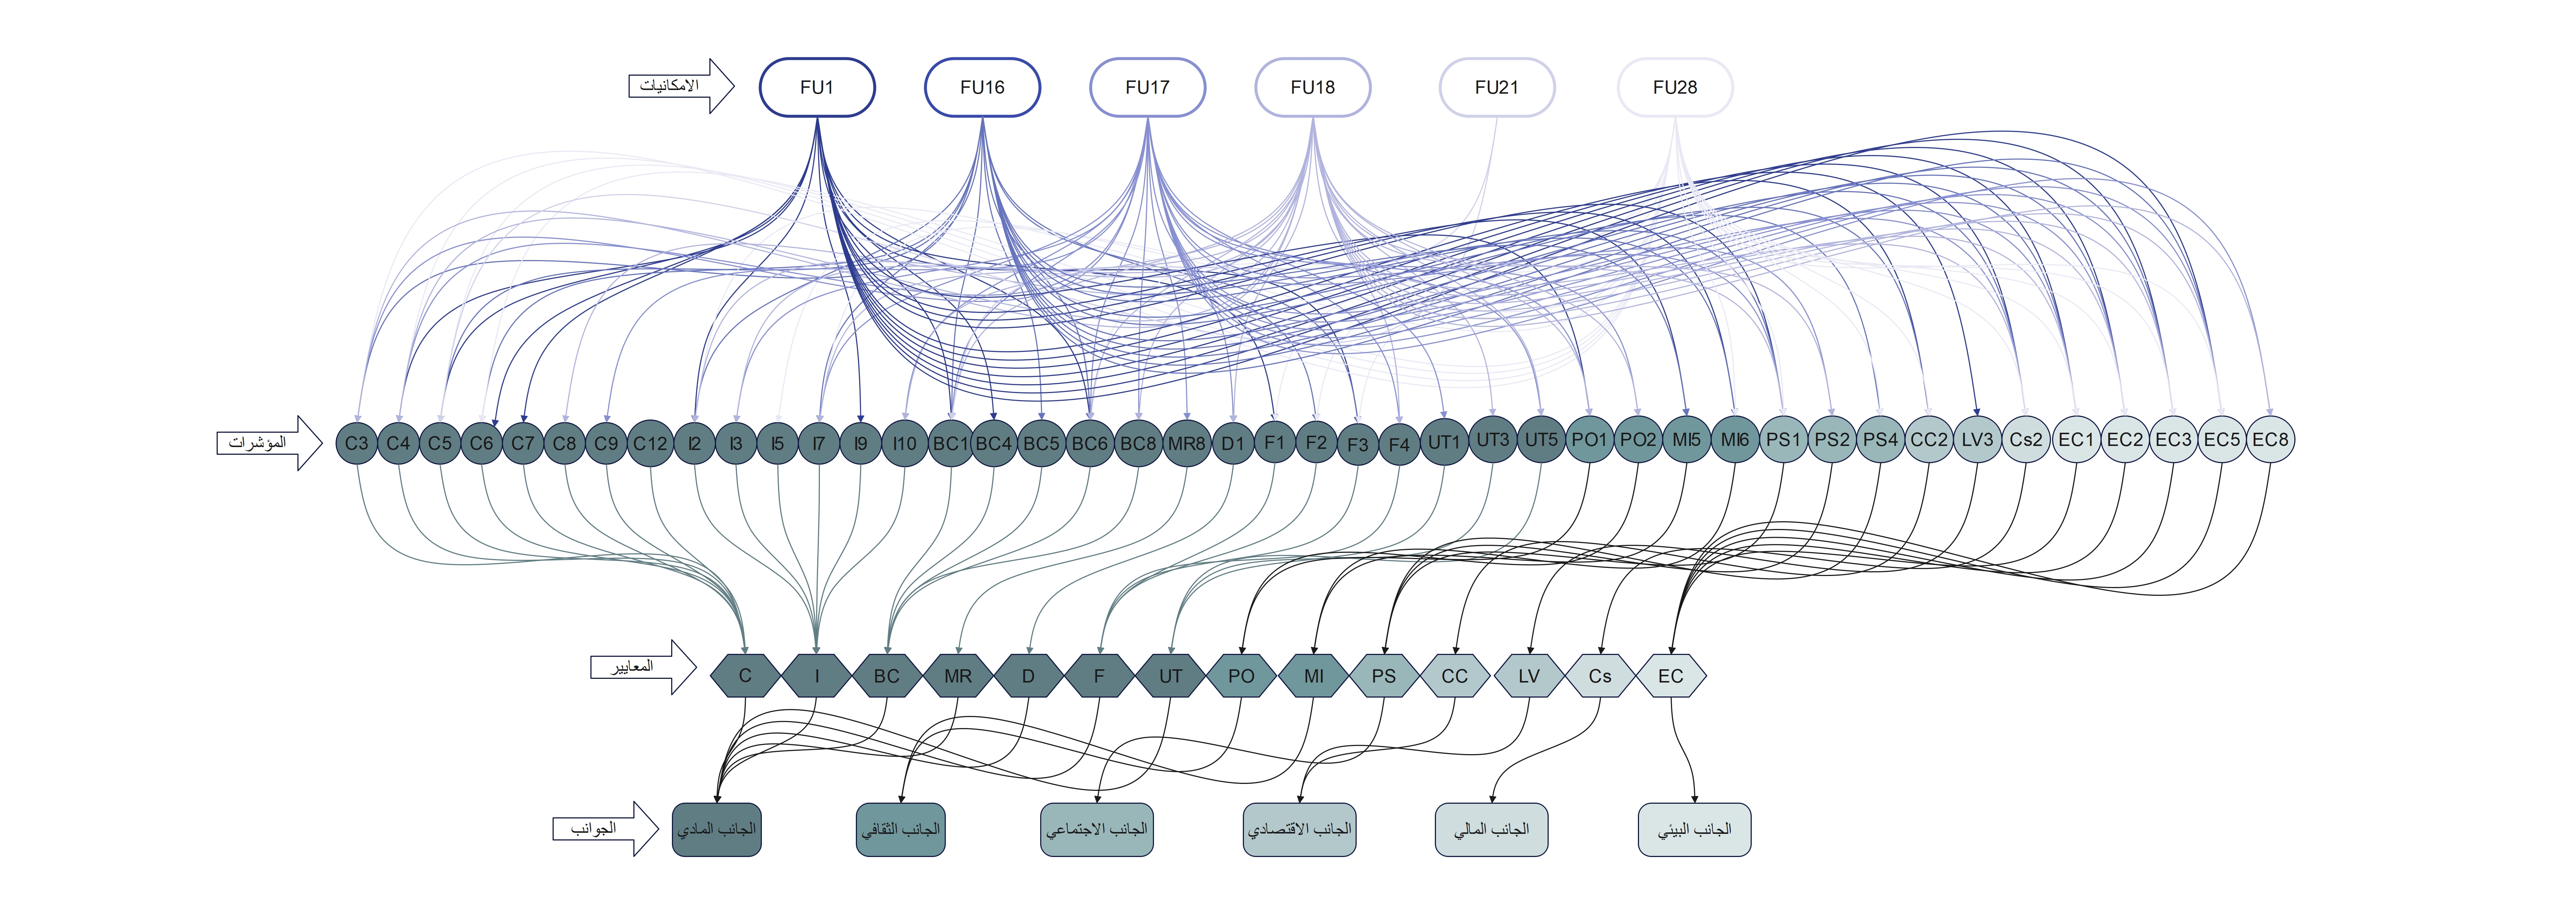 الامكانيات
FU1 FU16 FU17 FU18 FU21 FU28
المؤشرات
C3 C4 C5 C6 C7 C8 C9 C12 I2 I3 I5 I7 I9 I10 BC1 BC4 BC5 BC6 BC8 MR8 D1 F1 F2 F3 F4 UT1 UT3 UT5 PO1 PO2 MI5 MI6 PS1 PS2 PS4 CC2 LV3 Cs2 EC1 EC2 EC3 EC5 EC8
المعايير
C I BC MR D F UT PO MI PS CC LV Cs EC
الجوانب
الجانب المادي
الجانب الثقافي
الجانب الاجتماعي
الجانب الاقتصادي
الجانب المالي
الجانب البيئي